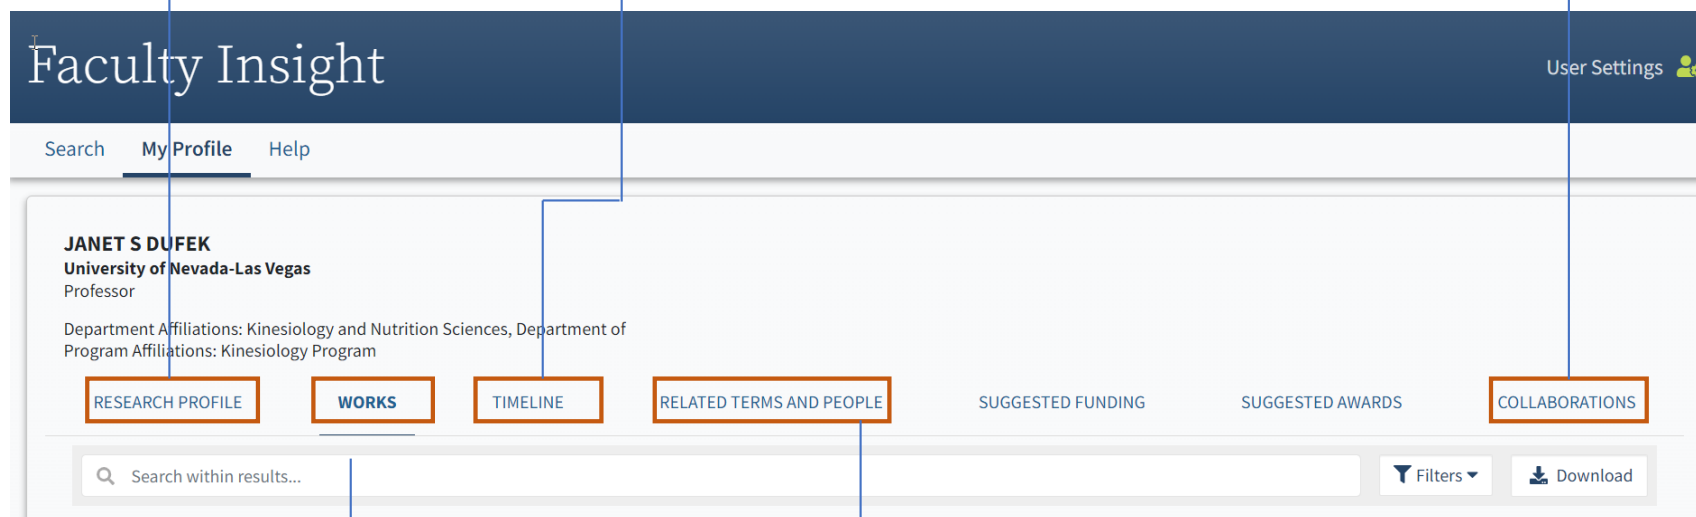 Faculty Insight
User Settings
Search My Profile Help
JANET S DUFEK
University of Nevada-Las Vegas
Professor
Department Affiliations: Kinesiology and Nutrition Sciences, Department of
Program Affiliations: Kinesiology Program
RESEARCH PROFILE WORKS TIMELINE RELATED TERMS AND PEOPLE SUGGESTED FUNDING SUGGESTED AWARDS COLLABORATIONS
Search within results... Filters Download